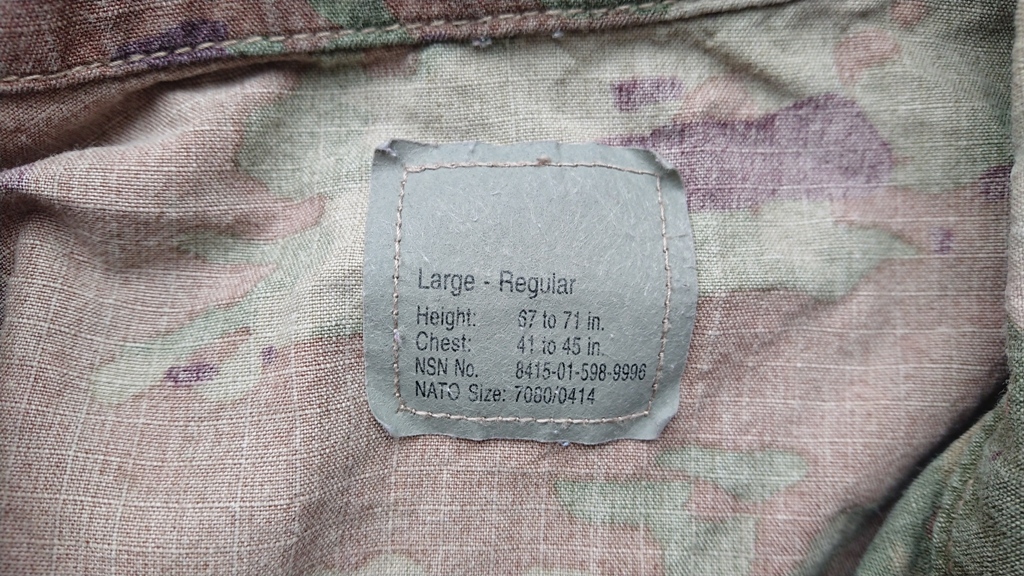 Large - Regular
Height: 67 to 71 in.
Chest: 41 to 45 in.
NSN No. 8415-01-598-9996
NATO Size: 7080/0414